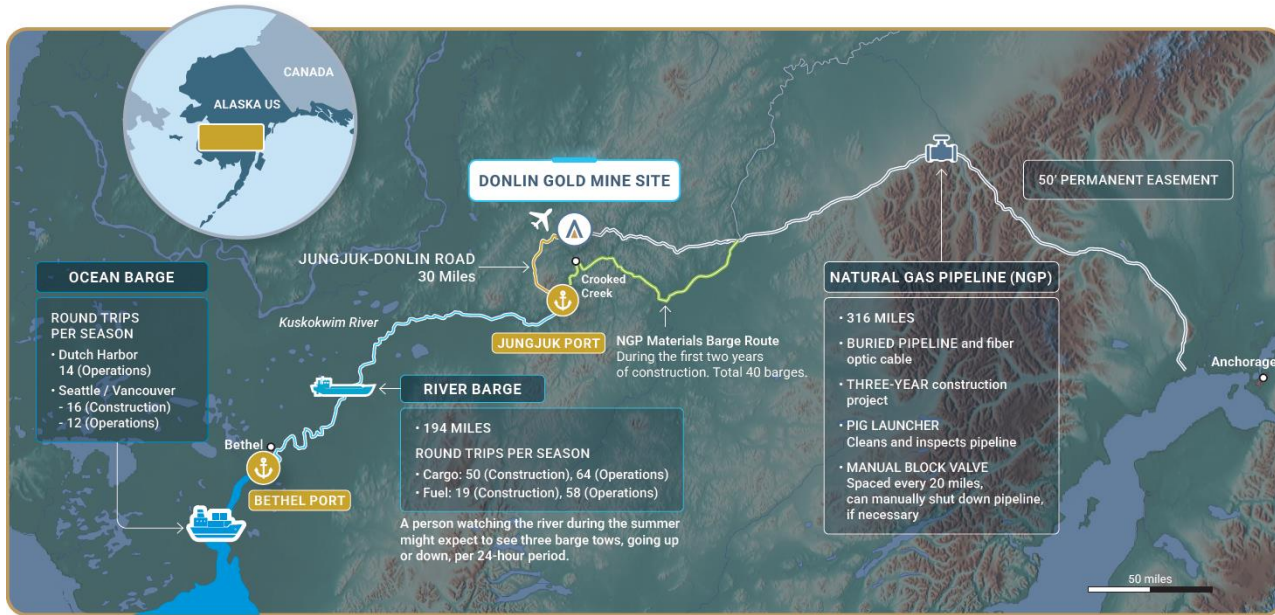 CANADA
ALASKA US
DONLIN GOLD MINE SITE
50' PERMANENT EASEMENT
JUNGJUK-DONLIN ROAD
30 Miles
Crooked
Creek
OCEAN BARGE
ROUND TRIPS
PER SEASON
• Dutch Harbor
14 (Operations)
• Seattle / Vancouver
- 16 (Construction)
- 12 (Operations)
Kuskokwim River
JUNGJUK PORT
NGP Materials Barge Route
During the first two years
of construction. Total 40 barges.
NATURAL GAS PIPELINE (NGP)
• 316 MILES
• BURIED PIPELINE and fiber
optic cable
• THREE-YEAR construction
project
• PIG LAUNCHER
Cleans and inspects pipeline
• MANUAL BLOCK VALVE
Spaced every 20 miles,
can manually shut down pipeline,
if necessary
Anchorage
RIVER BARGE
• 194 MILES
ROUND TRIPS PER SEASON
• Cargo: 50 (Construction), 64 (Operations)
• Fuel: 19 (Construction), 58 (Operations)
A person watching the river during the summer
might expect to see three barge tows, going up
or down, per 24-hour period.
Bethel
BETHEL PORT
50 miles